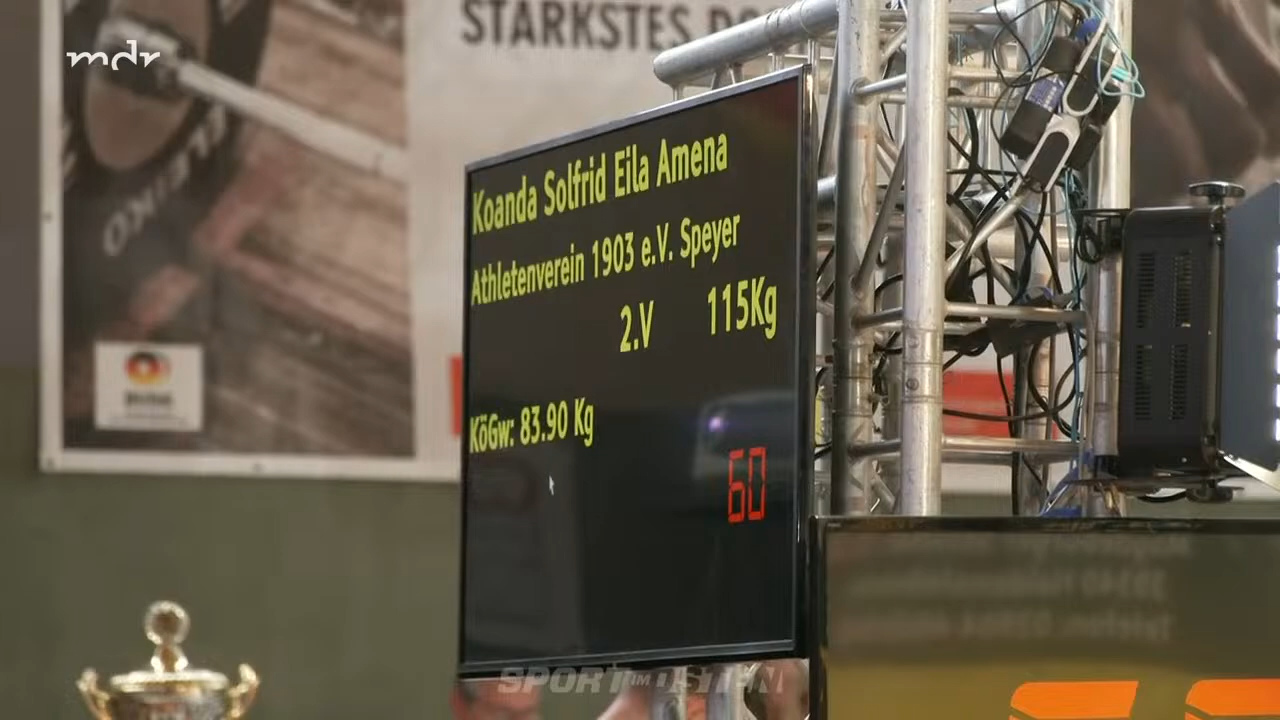 mdr
STARKSTES
ELEIKO
Koanda Solfrid Eila Amena
Athletenverein 1903 e.V. Speyer
2.V 115Kg
KöGw: 83.90 Kg
60
SPORT IM OSTEN